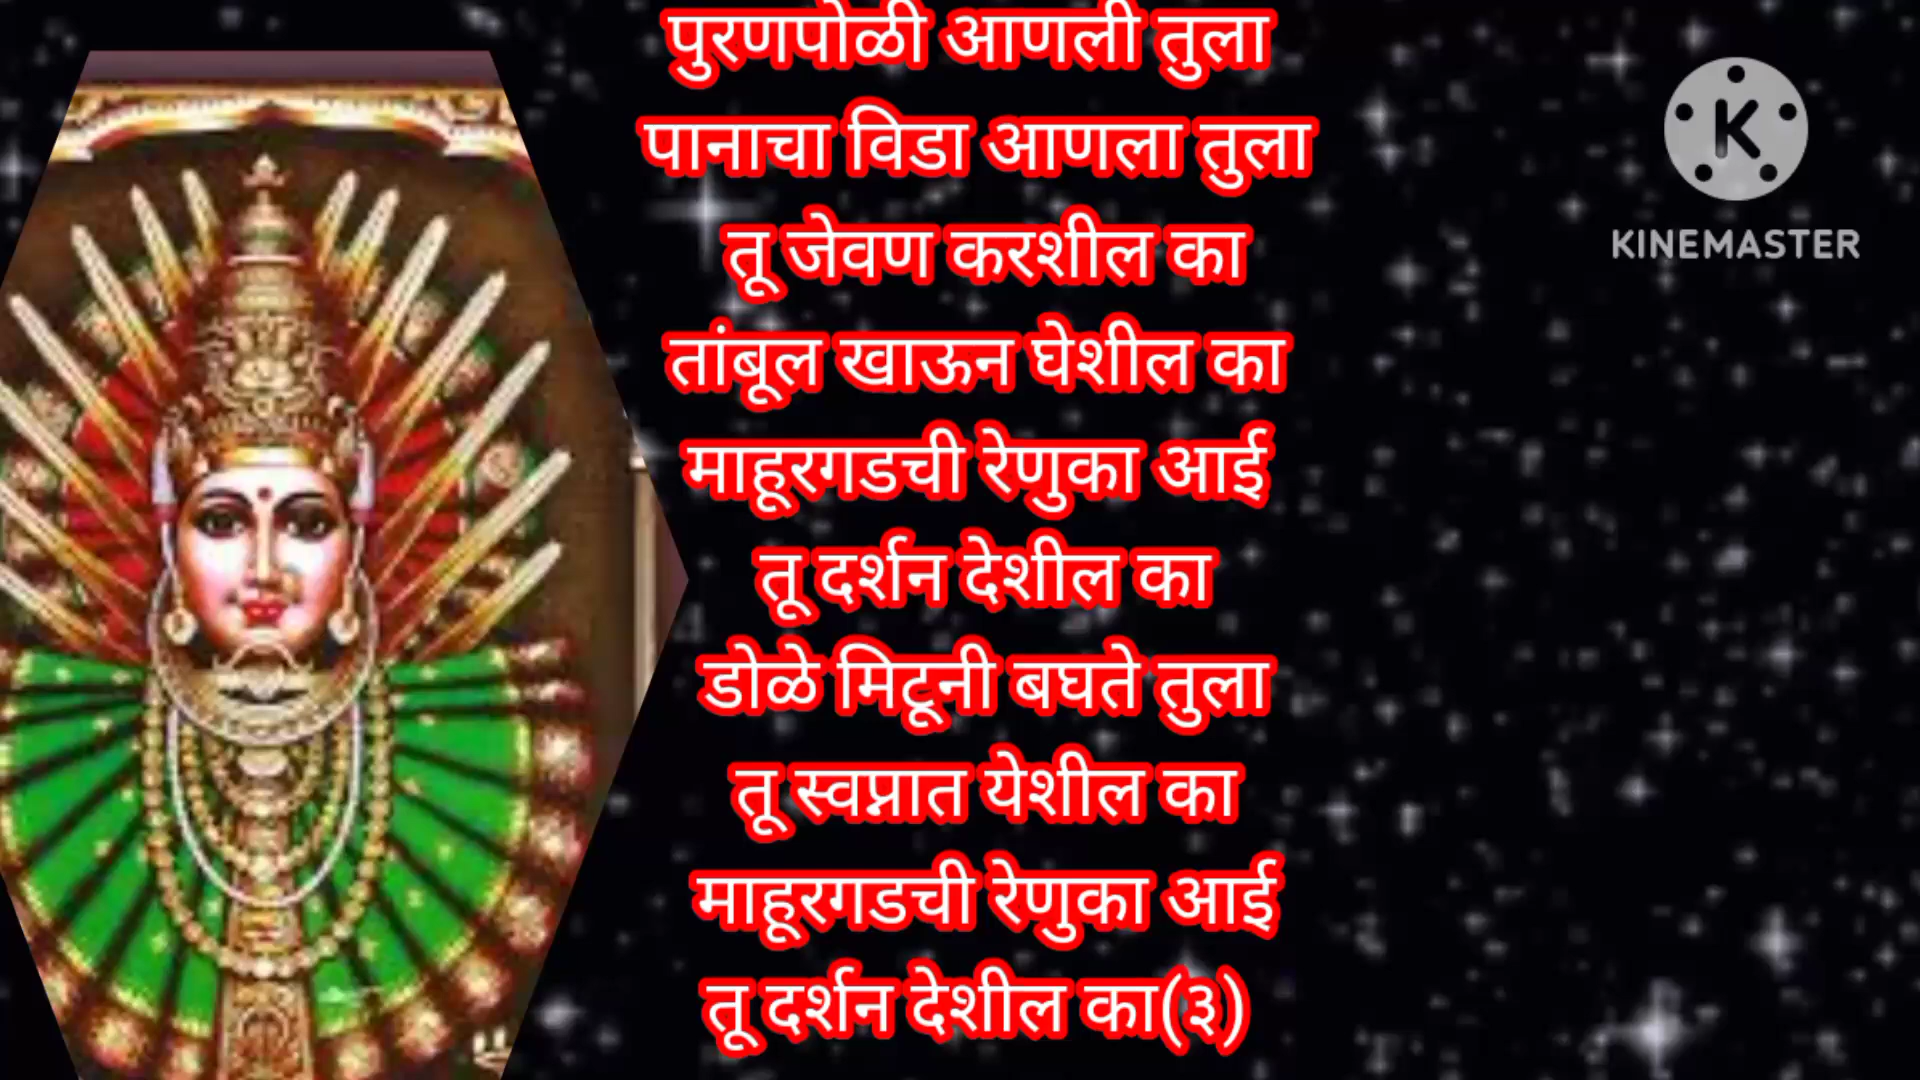 पुरणपोळी आणली तुला
पानाचा विडा आणला तुला
तू जेवण करशील का
तांबूल खाऊन घेशील का
माहूरगडची रेणुका आई
तू दर्शन देशील का
डोळे मिटूनी बघते तुला
तू स्वप्नात येशील का
माहूरगडची रेणुका आई
तू दर्शन देशील का(३)
K
KINEMASTER